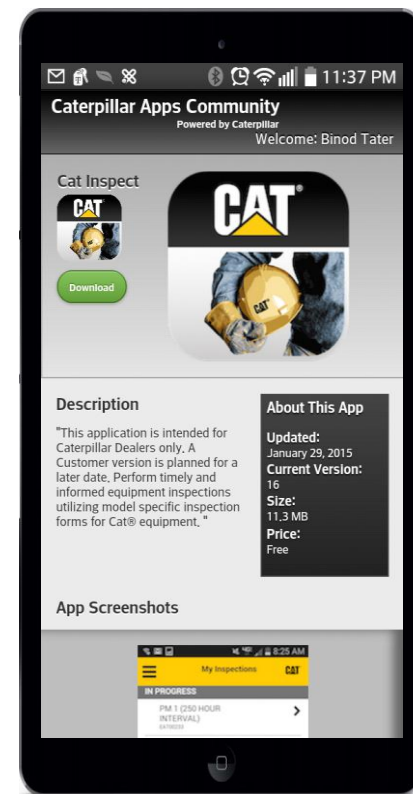 11:37 PM
Caterpillar Apps Community
Powered by Caterpillar
Welcome: Binod Tater
Cat Inspect
CAT
Download
CAT®
CAT
Description
"This application is intended for
Caterpillar Dealers only. A
Customer version is planned for a
later date. Perform timely and
informed equipment inspections
utilizing model specific inspection
forms for Cat® equipment. "
About This App
Updated:
January 29, 2015
Current Version:
16
Size:
11.3 MB
Price:
Free
App Screenshots
8:25 AM
My Inspections
CAT
IN PROGRESS
PM 1 (250 HOUR
INTERVAL)